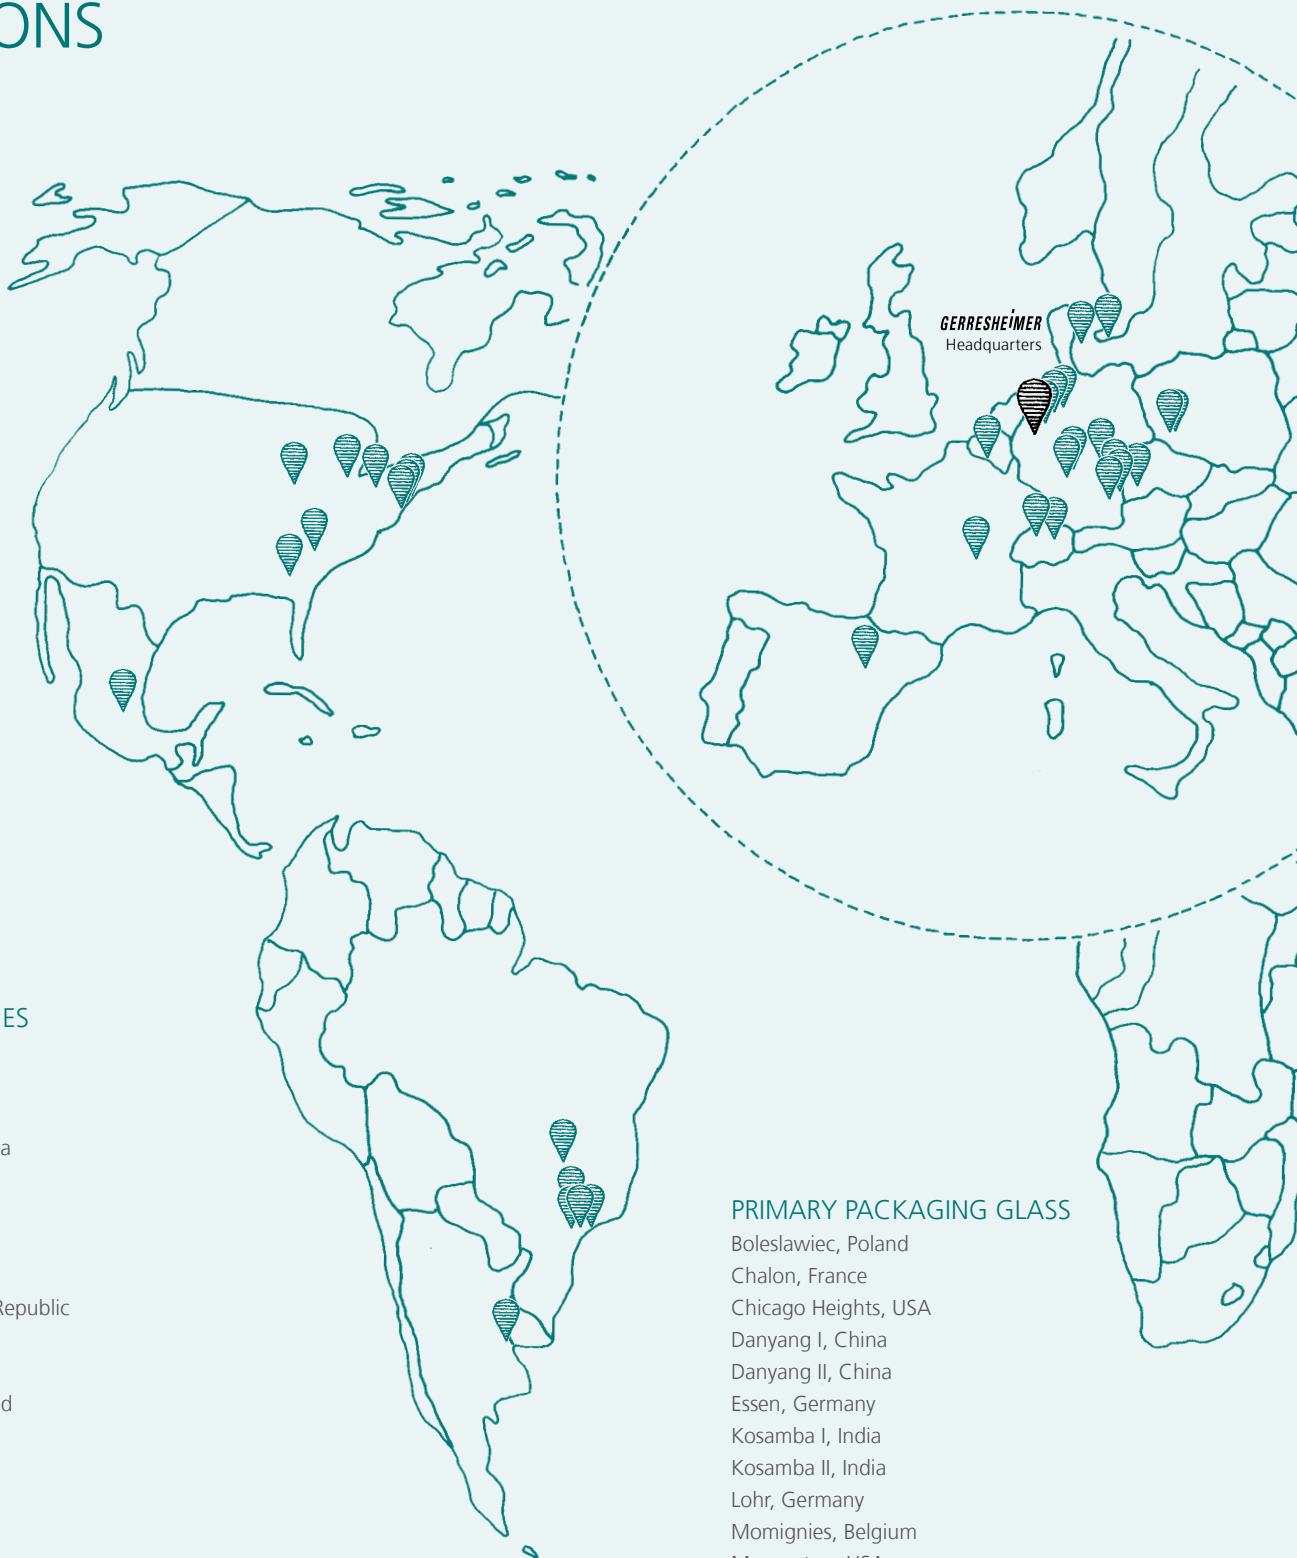 ONS
GERRESHEIMER
Headquarters
ES
a
Republic
d
PRIMARY PACKAGING GLASS
Boleslawiec, Poland
Chalon, France
Chicago Heights, USA
Danyang I, China
Danyang II, China
Essen, Germany
Kosamba I, India
Kosamba II, India
Lohr, Germany
Momignies, Belgium